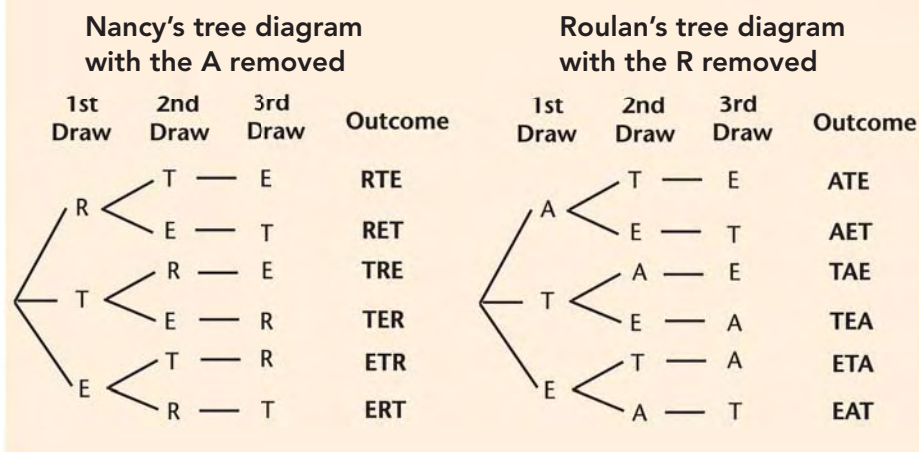 Nancy's tree diagram
with the A removed
1st 2nd 3rd
Draw Draw Draw Outcome
T E RTE
R
E T RET
R E TRE
T
E R TER
T R ETR
E
R T ERT
Roulan's tree diagram
with the R removed
1st 2nd 3rd
Draw Draw Draw Outcome
T E ATE
A
E T AET
A E TAE
T
E A TEA
T A ETA
E
A T EAT